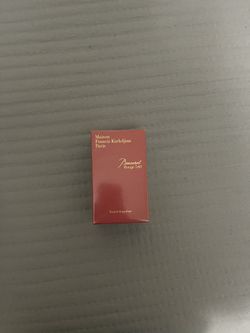 Maison
Francis Kurkdjian
Paris
Baccarat
Rouge 540